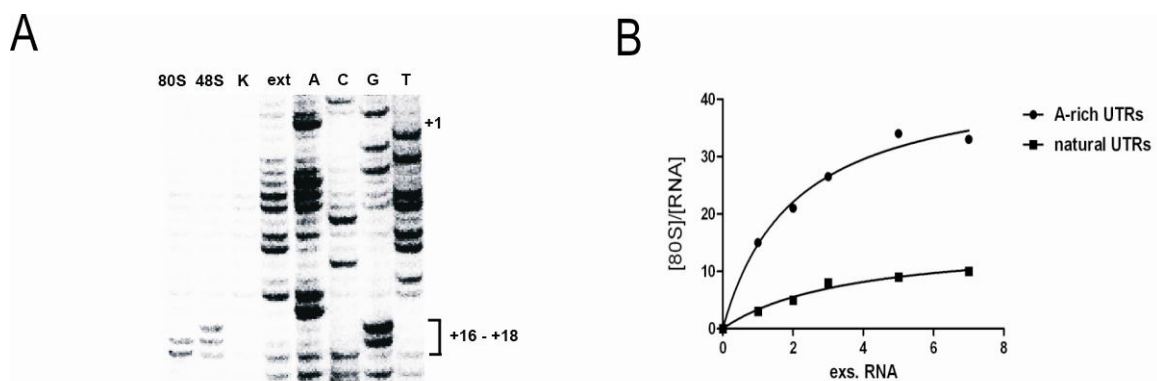 A
80S 48S K ext A C G T
+1
+16 - +18
B
40
30
20
10
0
[80S]/[RNA]
0 2 4 6 8
exs. RNA
A-rich UTRs
natural UTRs